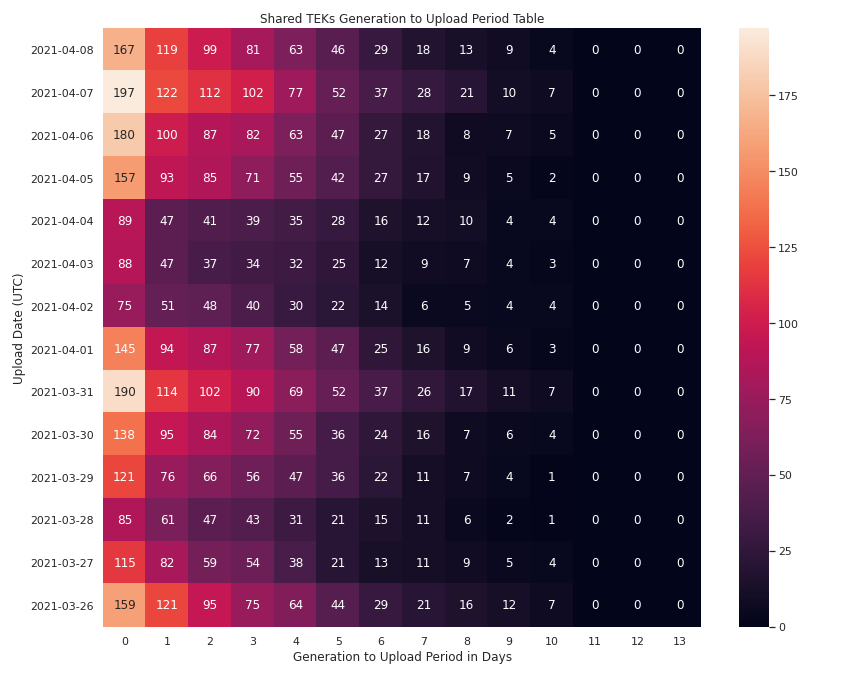 Shared TEKs Generation to Upload Period Table
Upload Date (UTC)
2021-04-08 167 119 99 81 63 46 29 18 13 9 4 0 0 0
2021-04-07 197 122 112 102 77 52 37 28 21 10 7 0 0 0
2021-04-06 180 100 87 82 63 47 27 18 8 7 5 0 0 0
2021-04-05 157 93 85 71 55 42 27 17 9 5 2 0 0 0
2021-04-04 89 47 41 39 35 28 16 12 10 4 4 0 0 0
2021-04-03 88 47 37 34 32 25 12 9 7 4 3 0 0 0
2021-04-02 75 51 48 40 30 22 14 6 5 4 4 0 0 0
2021-04-01 145 94 87 77 58 47 25 16 9 6 3 0 0 0
2021-03-31 190 114 102 90 69 52 37 26 17 11 7 0 0 0
2021-03-30 138 95 84 72 55 36 24 16 7 6 4 0 0 0
2021-03-29 121 76 66 56 47 36 22 11 7 4 1 0 0 0
2021-03-28 85 61 47 43 31 21 15 11 6 2 1 0 0 0
2021-03-27 115 82 59 54 38 21 13 11 9 5 4 0 0 0
2021-03-26 159 121 95 75 64 44 29 21 16 12 7 0 0 0
0 1 2 3 4 5 6 7 8 9 10 11 12 13
Generation to Upload Period in Days
175
150
125
100
75
50
25
0